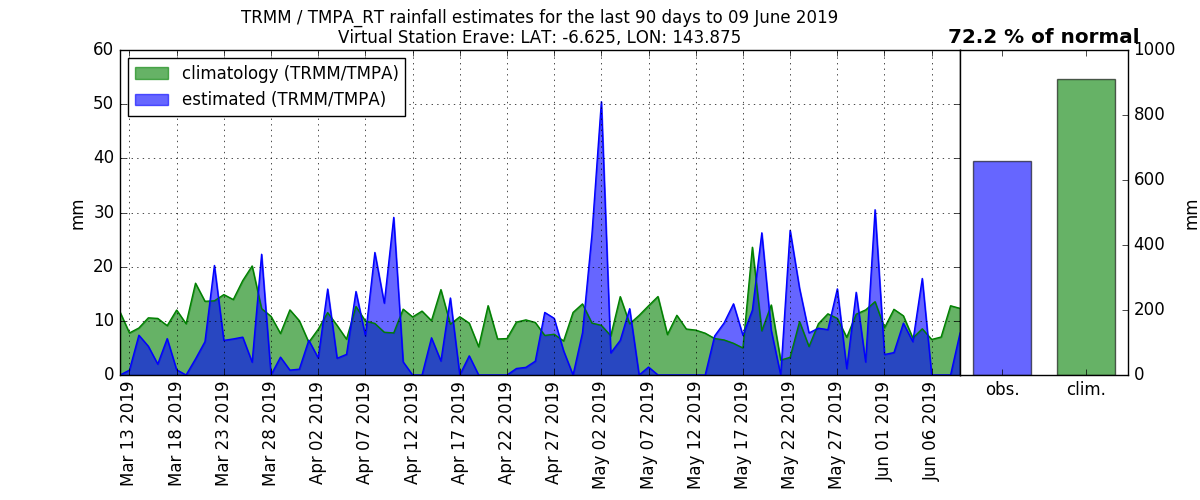 TRMM / TMPA_RT rainfall estimates for the last 90 days to 09 June 2019
Virtual Station Erave: LAT: -6.625, LON: 143.875
72.2 % of normal
climatology (TRMM/TMPA)
estimated (TRMM/TMPA)
60
50
40
30
20
10
0
mm
Mar 13 2019
Mar 18 2019
Mar 23 2019
Mar 28 2019
Apr 02 2019
Apr 07 2019
Apr 12 2019
Apr 17 2019
Apr 22 2019
Apr 27 2019
May 02 2019
May 07 2019
May 12 2019
May 17 2019
May 22 2019
May 27 2019
Jun 01 2019
Jun 06 2019
1000
800
600
400
200
0
mm
obs.
clim.